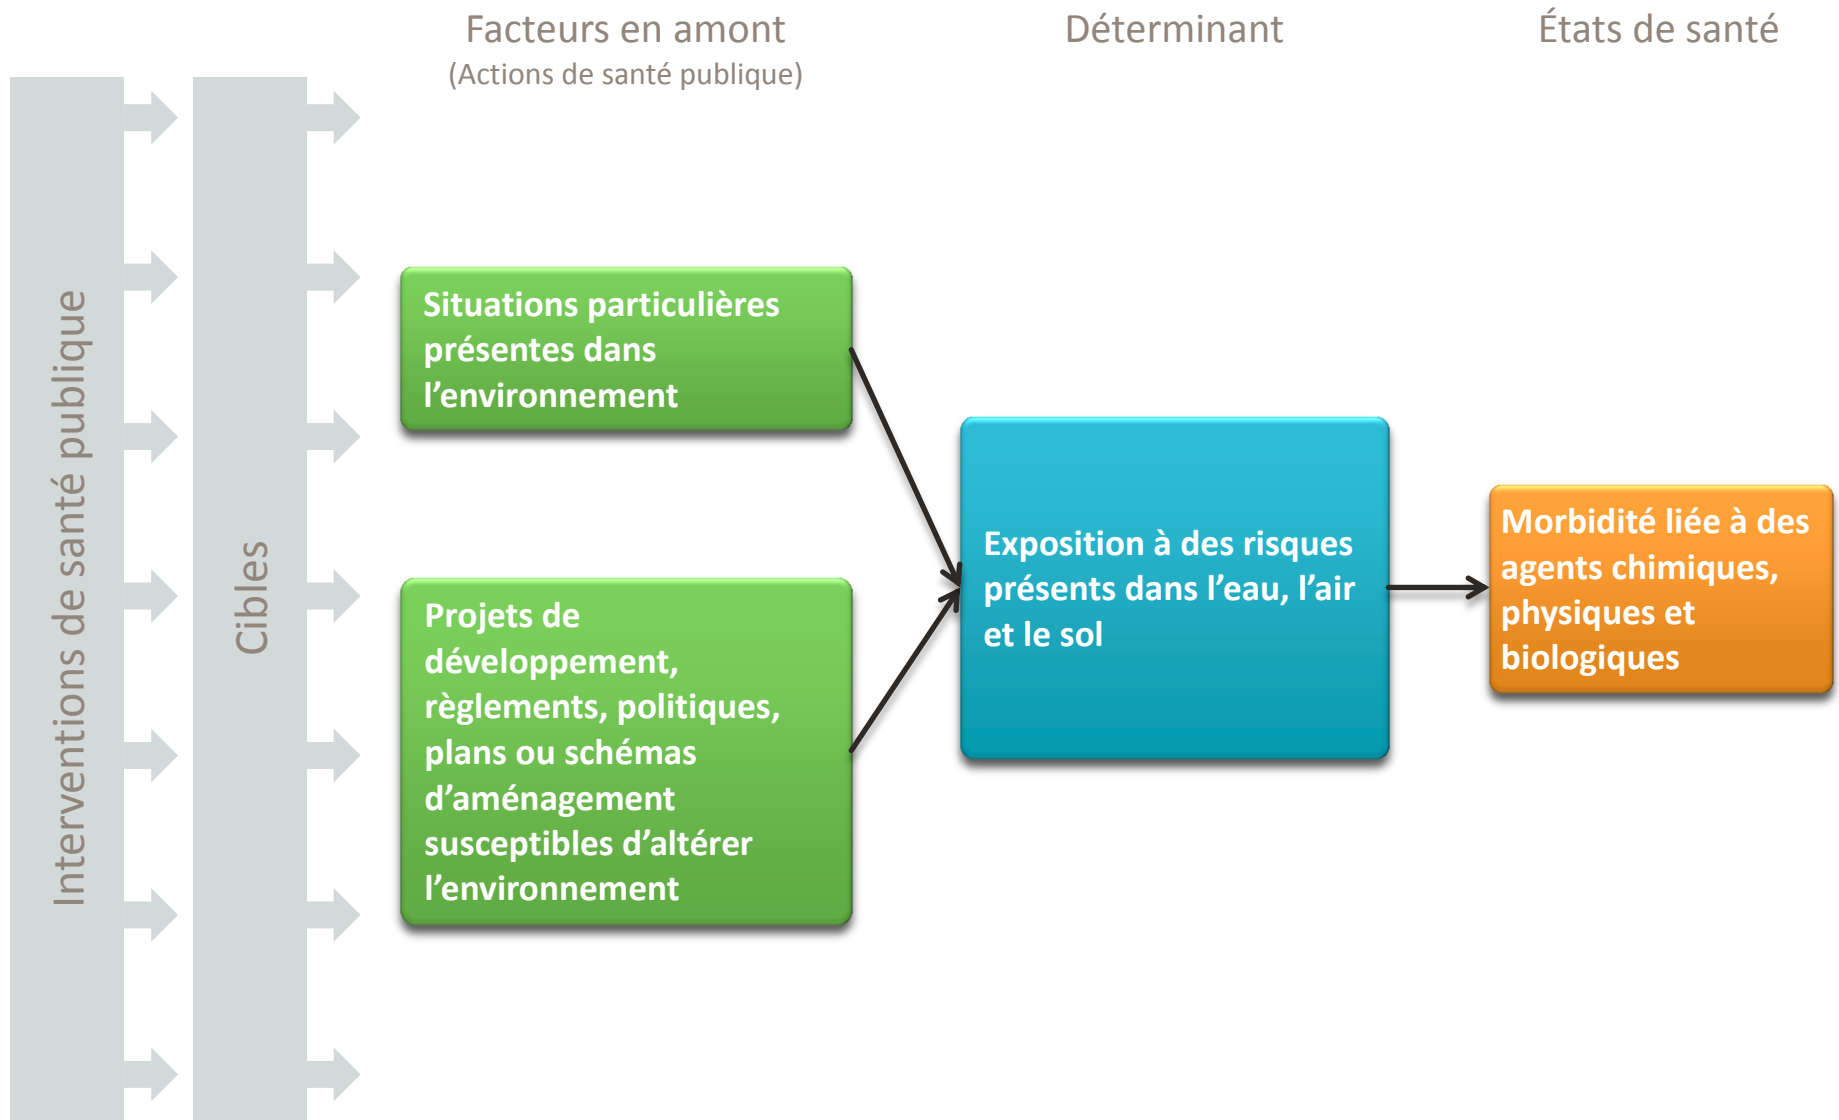 Facteurs en amont
(Actions de santé publique)
Déterminant
États de santé
Interventions de santé publique
Cibles
Situations particulières
présentes dans
l’environnement
Projets de
développement,
règlements, politiques,
plans ou schémas
d’aménagement
susceptibles d’altérer
l’environnement
Exposition à des risques
présents dans l’eau, l’air
et le sol
Morbidité liée à des
agents chimiques,
physiques et
biologiques